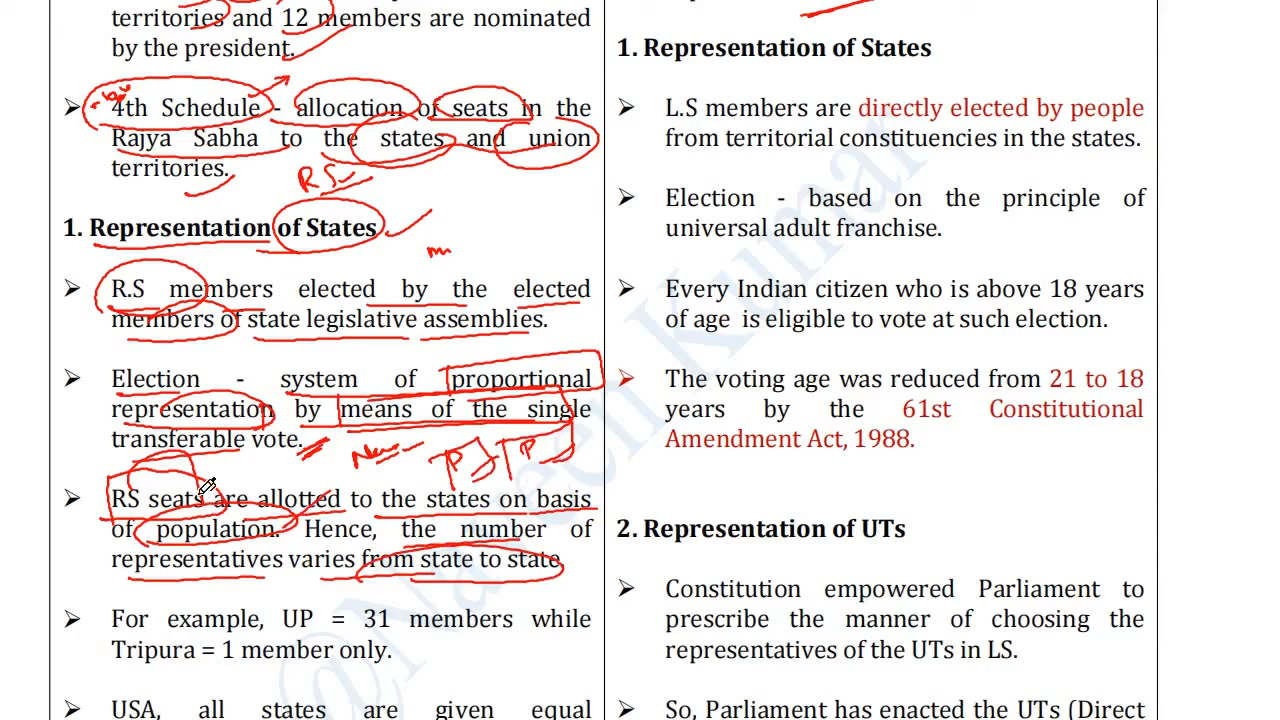 territories and 12 members are nominated
by the president.
➢ 4th Schedule - allocation of seats in the
Rajya Sabha to the states and union
territories.
RS
1. Representation of States
➢ R.S members elected by the elected
members of state legislative assemblies.
➢ Election - system of proportional
representation by means of the single
transferable vote.
➢ RS seats are allotted to the states on basis
of population. Hence, the number of
representatives varies from state to state.
➢ For example, UP = 31 members while
Tripura = 1 member only.
➢ USA, all states are given equal
1. Representation of States
➢ L.S members are directly elected by people
from territorial constituencies in the states.
➢ Election - based on the principle of
universal adult franchise.
➢ Every Indian citizen who is above 18 years
of age is eligible to vote at such election.
➢ The voting age was reduced from 21 to 18
years by the 61st Constitutional
Amendment Act, 1988.
2. Representation of UTs
➢ Constitution empowered Parliament to
prescribe the manner of choosing the
representatives of the UTs in LS.
➢ So, Parliament has enacted the UTs (Direct
@Naveen Kumar